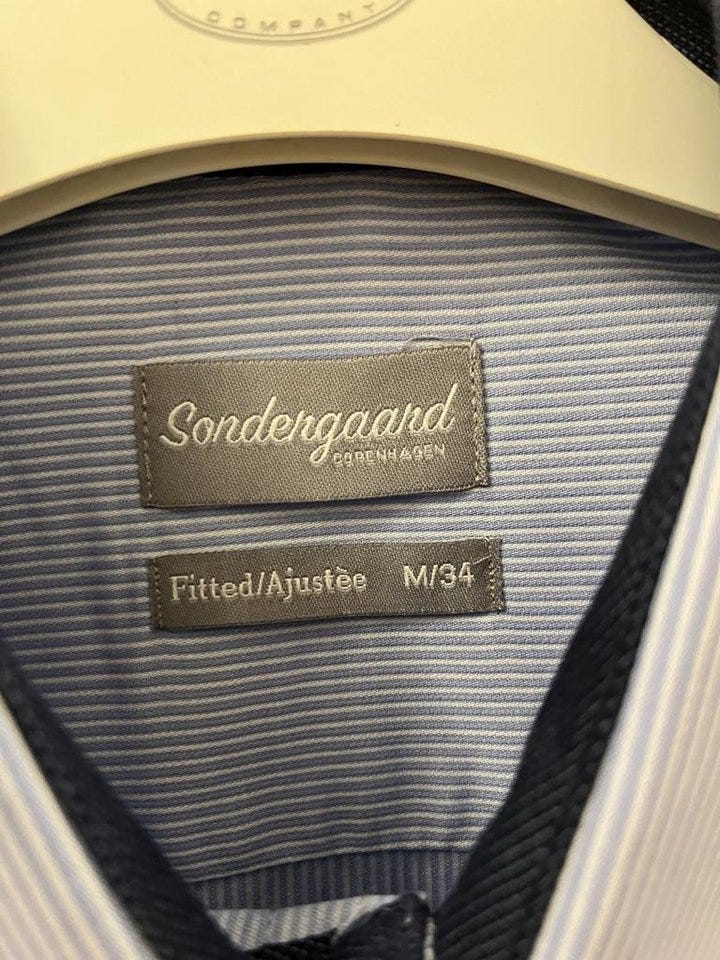 COMPANY
Sondergaard
COPENHAGEN
Fitted/Ajustèe M/34